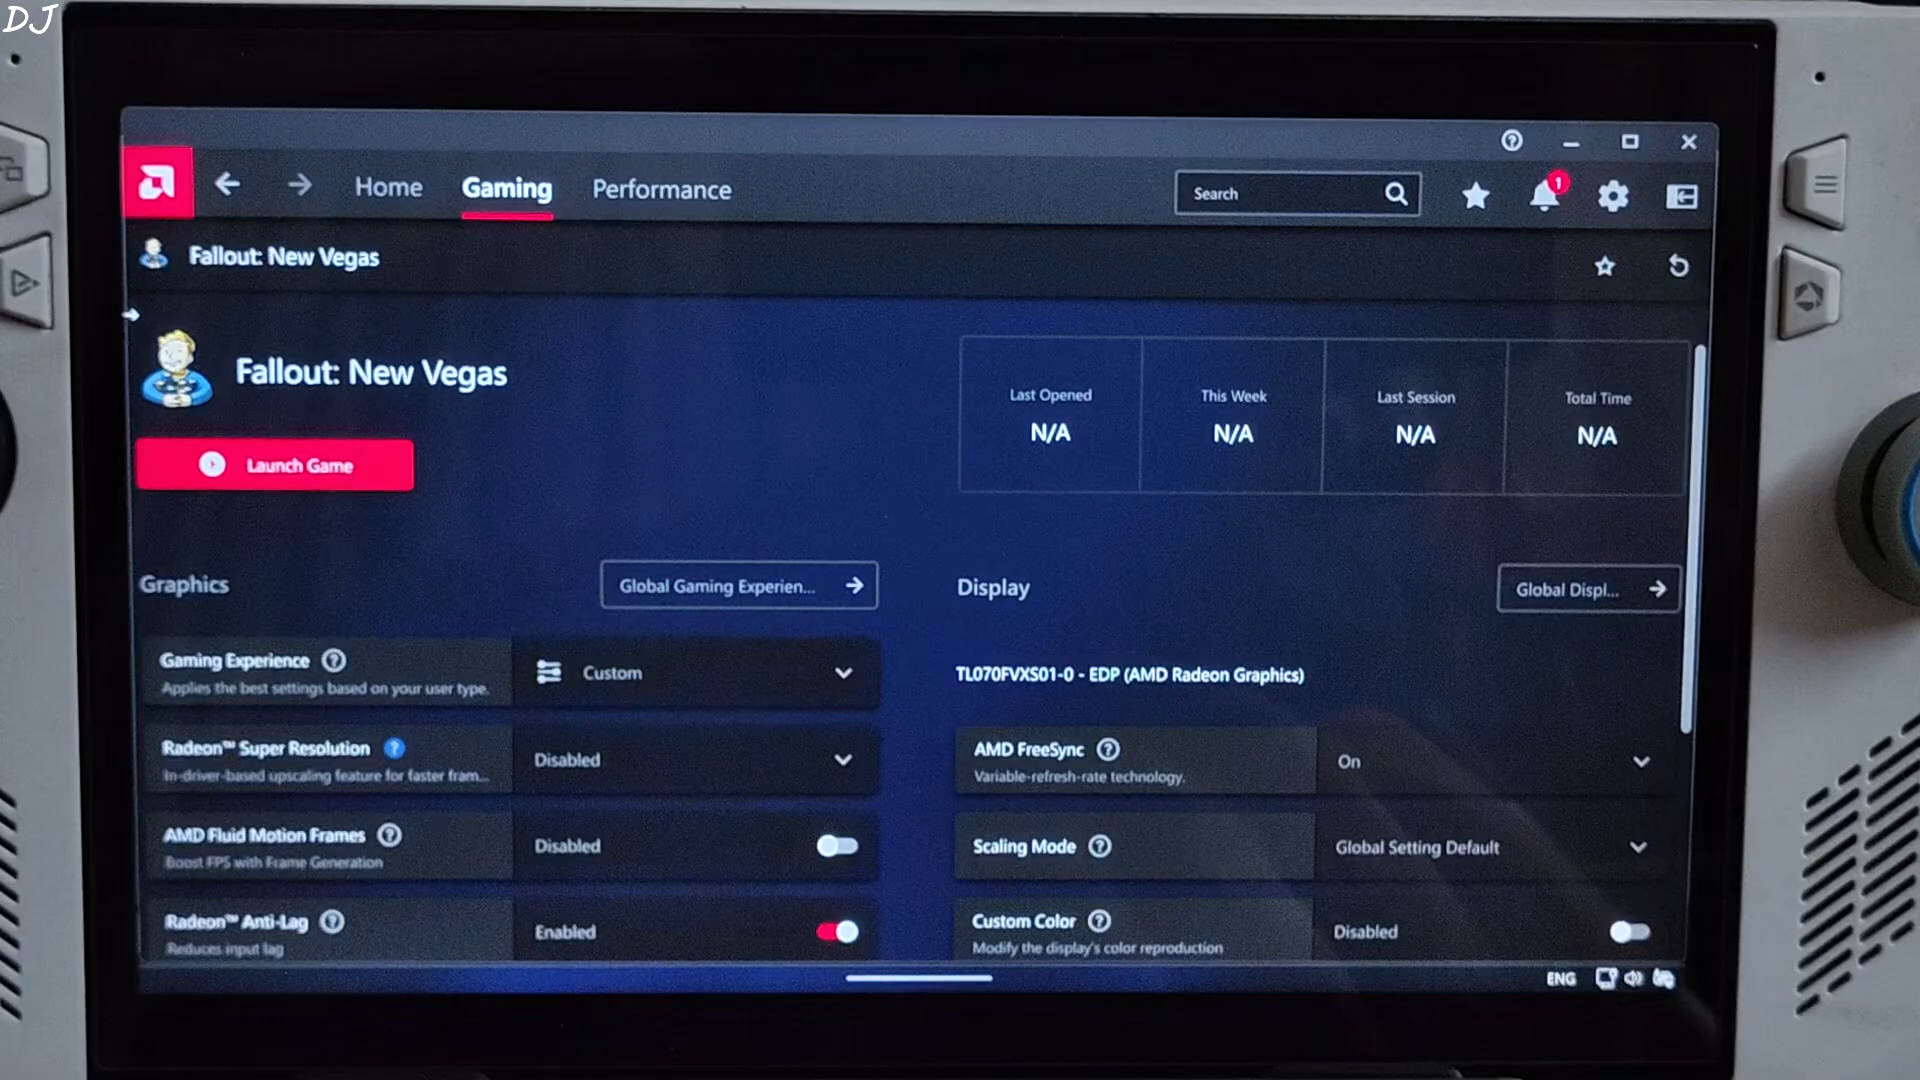 DJ
Home
Gaming
Performance
Search
1
Fallout: New Vegas
Fallout: New Vegas
Launch Game
Last Opened
N/A
This Week
N/A
Last Session
N/A
Total Time
N/A
Graphics
Global Gaming Experien...
Gaming Experience
Applies the best settings based on your user type.
Custom
Radeon™ Super Resolution
In-driver-based upscaling feature for faster fram...
Disabled
AMD Fluid Motion Frames
Boost FPS with Frame Generation
Disabled
Radeon™ Anti-Lag
Reduces input lag
Enabled
Display
Global Displ...
TL070FVXS01-0 - EDP (AMD Radeon Graphics)
AMD FreeSync
Variable-refresh-rate technology.
On
Scaling Mode
Global Setting Default
Custom Color
Modify the display's color reproduction
Disabled
ENG